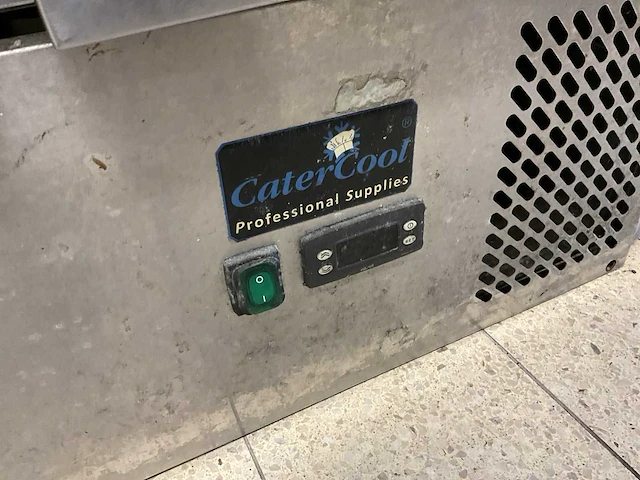 CaterCool ®
Professional Supplies